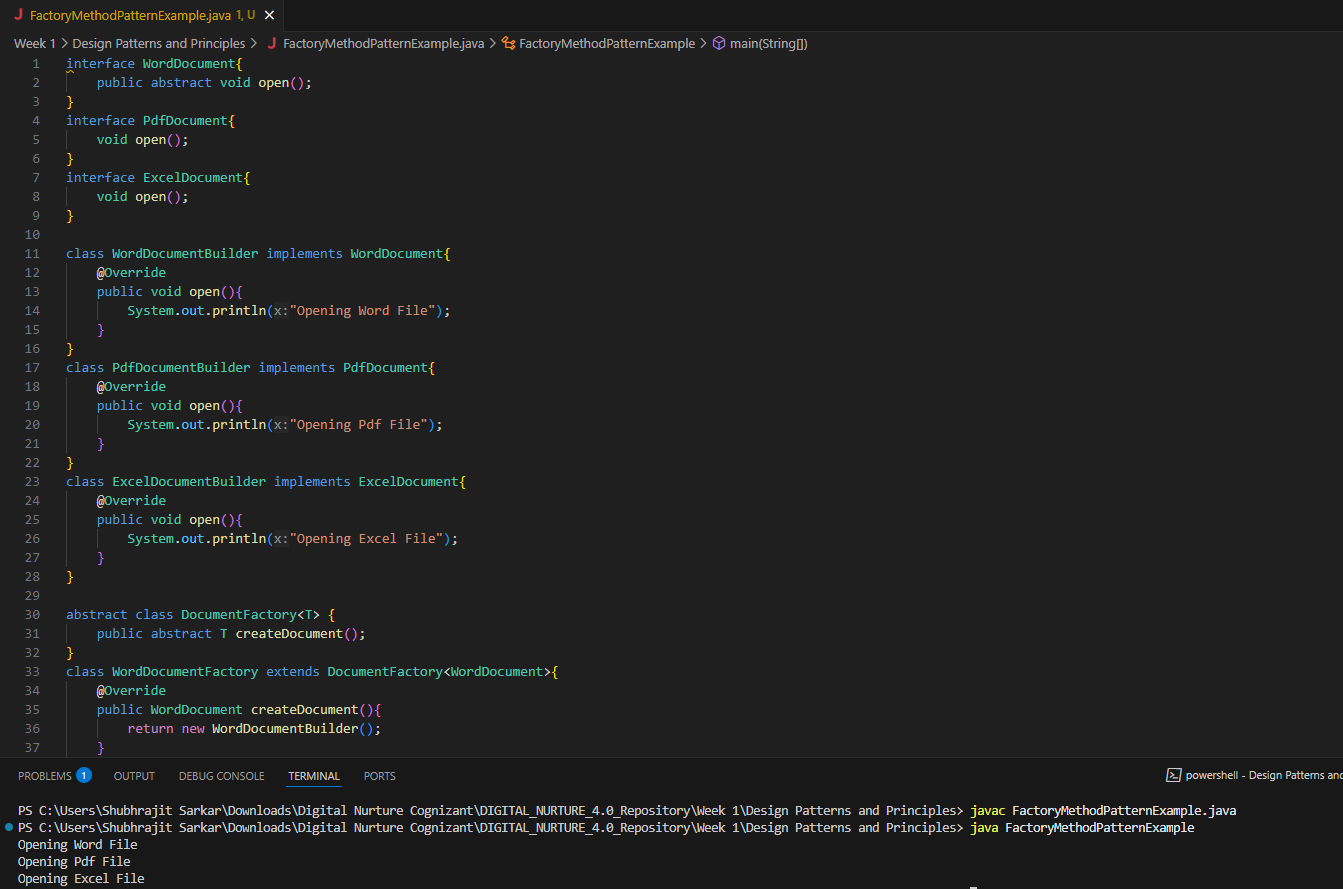 FactoryMethodPatternExample.java 1, U
Week 1 > Design Patterns and Principles > FactoryMethodPatternExample.java > FactoryMethodPatternExample > main(String[])
1 interface WordDocument{
2 public abstract void open();
3 }
4 interface PdfDocument{
5 void open();
6 }
7 interface ExcelDocument{
8 void open();
9 }
10
11 class WordDocumentBuilder implements WordDocument{
12 @Override
13 public void open(){
14 System.out.println(x:"Opening Word File");
15 }
16 }
17 class PdfDocumentBuilder implements PdfDocument{
18 @Override
19 public void open(){
20 System.out.println(x:"Opening Pdf File");
21 }
22 }
23 class ExcelDocumentBuilder implements ExcelDocument{
24 @Override
25 public void open(){
26 System.out.println(x:"Opening Excel File");
27 }
28 }
29
30 abstract class DocumentFactory<T> {
31 public abstract T createDocument();
32 }
33 class WordDocumentFactory extends DocumentFactory<WordDocument>{
34 @Override
35 public WordDocument createDocument(){
36 return new WordDocumentBuilder();
37 }
PROBLEMS 1 OUTPUT DEBUG CONSOLE TERMINAL PORTS powershell - Design Patterns and
PS C:\Users\Shubhrajit Sarkar\Downloads\Digital Nurture Cognizant\DIGITAL_NURTURE_4.0_Repository\Week 1\Design Patterns and Principles> javac FactoryMethodPatternExample.java
PS C:\Users\Shubhrajit Sarkar\Downloads\Digital Nurture Cognizant\DIGITAL_NURTURE_4.0_Repository\Week 1\Design Patterns and Principles> java FactoryMethodPatternExample
Opening Word File
Opening Pdf File
Opening Excel File